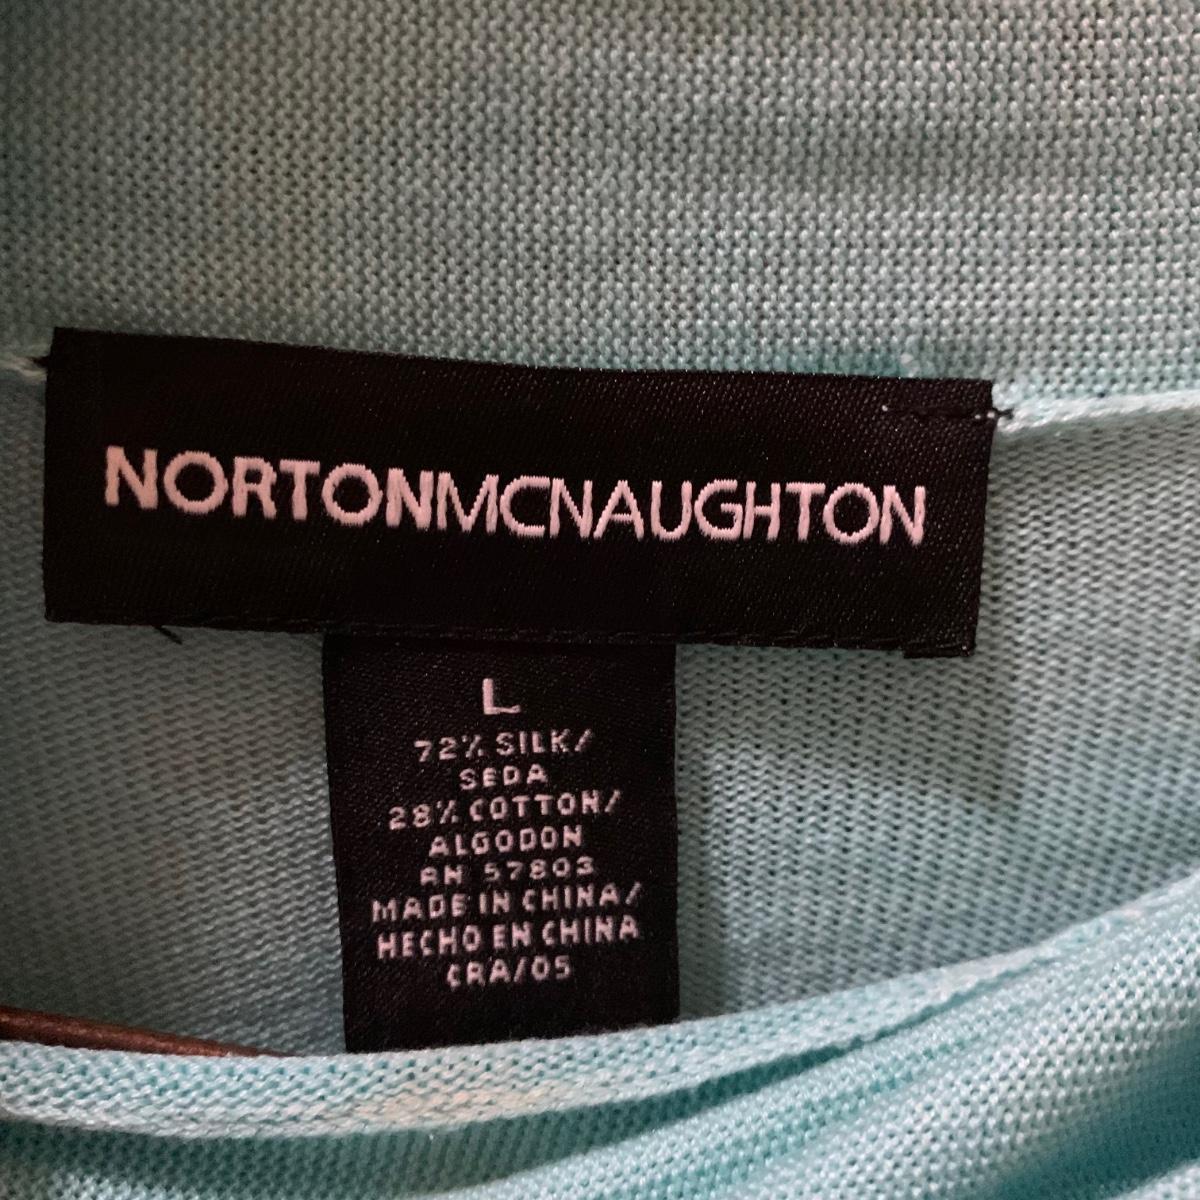 NORTONMCNAUGHTON
L
72% SILK/
SEDA
28% COTTON/
ALGODON
RN 57803
MADE IN CHINA/
HECHO EN CHINA
CRA/05